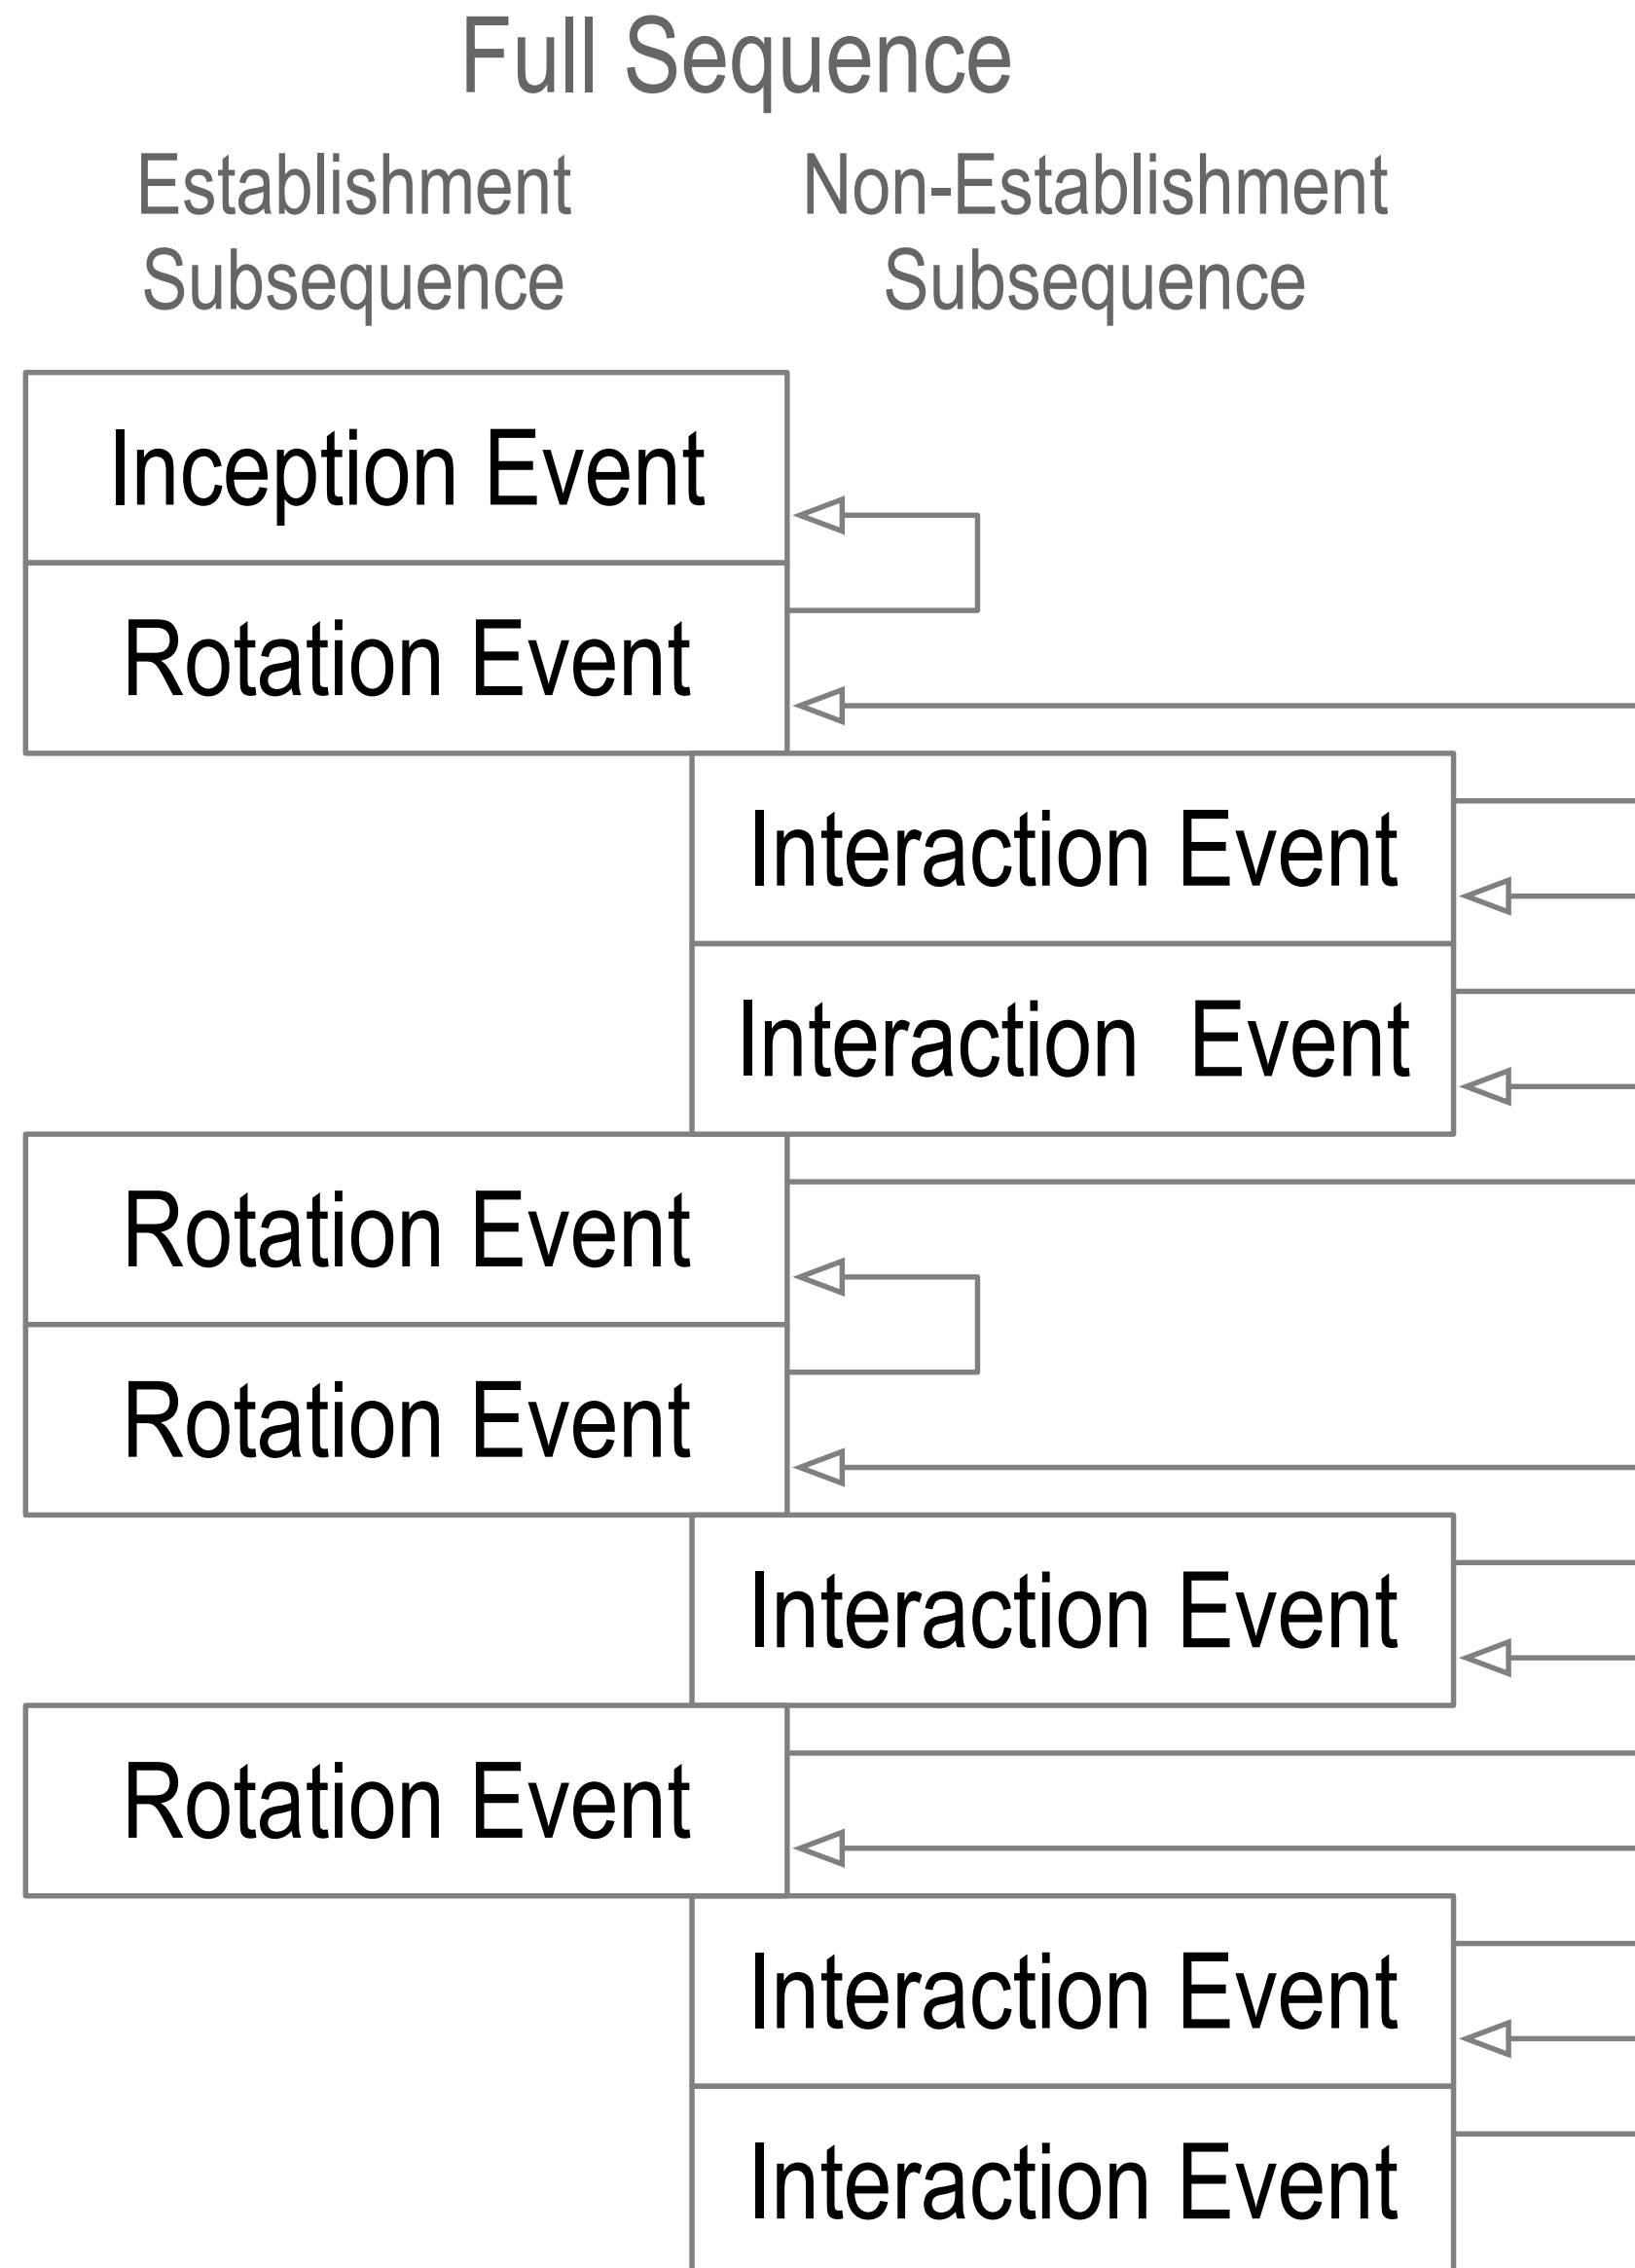 Full Sequence
Establishment
Subsequence
Non-Establishment
Subsequence
Inception Event
Rotation Event
Interaction Event
Interaction  Event
Rotation Event
Rotation Event
Interaction Event
Rotation Event
Interaction Event
Interaction Event